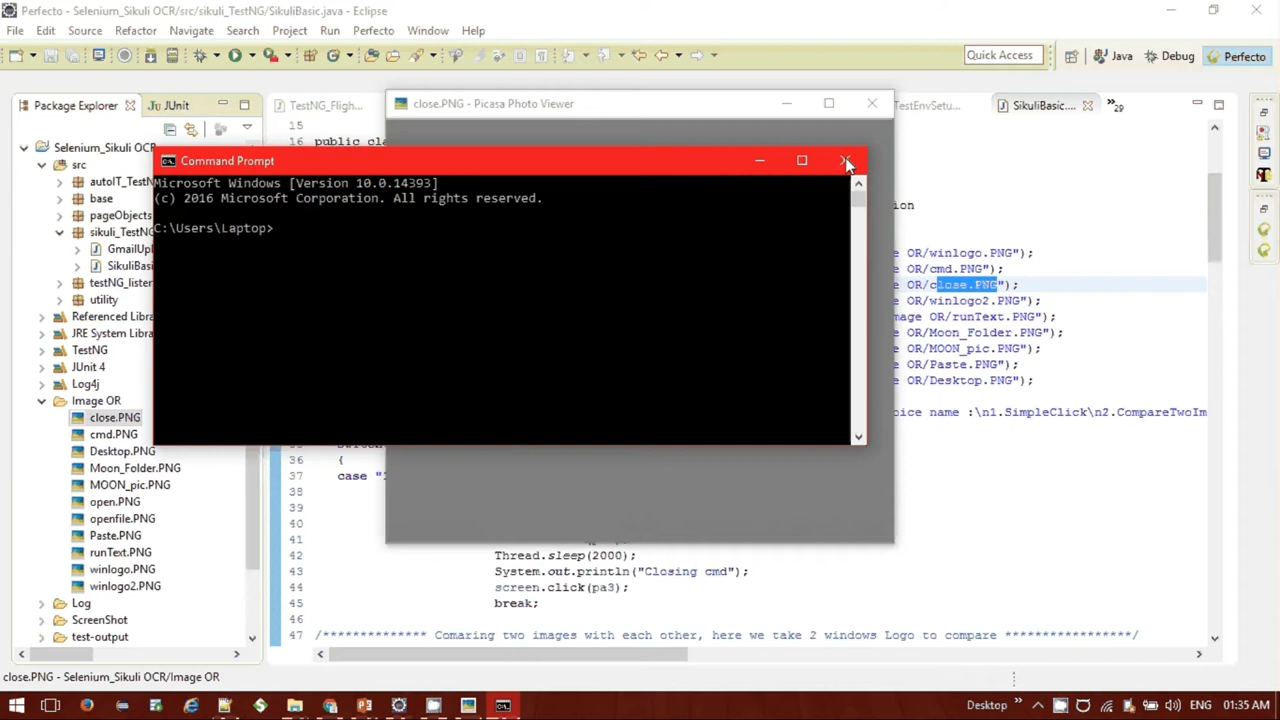 Perfecto - Selenium_Sikuli OCR/src/sikuli_TestNG/SikuliBasic.java - Eclipse
File Edit Source Refactor Navigate Search Project Run Perfecto Window Help
Quick Access
Java
Debug
Perfecto
Package Explorer
JUnit
TestNG_Fligh...
close.PNG - Picasa Photo Viewer
TestEnvSetu...
SikuliBasic....
»29
15
16 public cla
Command Prompt
Microsoft Windows [Version 10.0.14393]
(c) 2016 Microsoft Corporation. All rights reserved.
C:\Users\Laptop>
Selenium_Sikuli OCR
src
autoIT_TestN
base
pageObjects
sikuli_TestNG
GmailUp
SikuliBasi
testNG_listen
utility
Referenced Libra
JRE System Libra
TestNG
JUnit 4
Log4j
Image OR
close.PNG
cmd.PNG
Desktop.PNG
Moon_Folder.PNG
MOON_pic.PNG
open.PNG
openfile.PNG
Paste.PNG
runText.PNG
winlogo.PNG
winlogo2.PNG
Log
ScreenShot
test-output
ion
e OR/winlogo.PNG");
e OR/cmd.PNG");
e OR/close.PNG");
e OR/winlogo2.PNG");
mage OR/runText.PNG");
e OR/Moon_Folder.PNG");
e OR/MOON_pic.PNG");
e OR/Paste.PNG");
e OR/Desktop.PNG");
oice name :\n1.SimpleClick\n2.CompareTwoIm
36 {
37 case "1
38
39
40
41
42 Thread.sleep(2000);
43 System.out.println("Closing cmd");
44 screen.click(pa3);
45 break;
46
47 /************** Comaring two images with each other, here we take 2 windows Logo to compare *****************/
close.PNG - Selenium_Sikuli OCR/Image OR
Desktop
ENG
01:35 AM